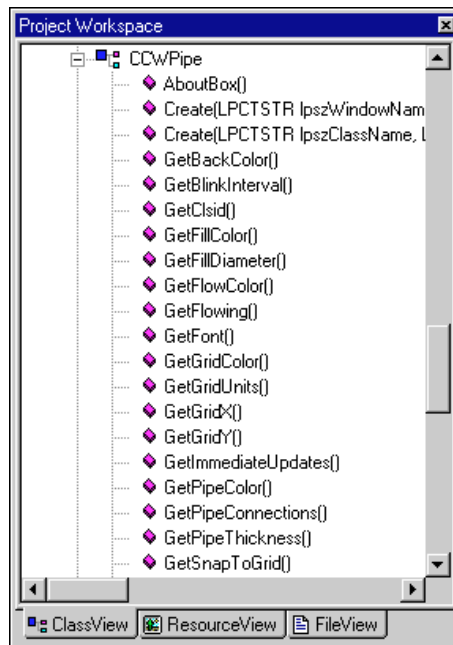 Project Workspace
CCWPipe
AboutBox()
Create(LPCTSTR lpszWindowNam
Create(LPCTSTR lpszClassName, L
GetBackColor()
GetBlinkInterval()
GetClsid()
GetFillColor()
GetFillDiameter()
GetFlowColor()
GetFlowing()
GetFont()
GetGridColor()
GetGridUnits()
GetGridX()
GetGridY()
GetImmediateUpdates()
GetPipeColor()
GetPipeConnections()
GetPipeThickness()
GetSnapToGrid()
ClassView ResourceView FileView